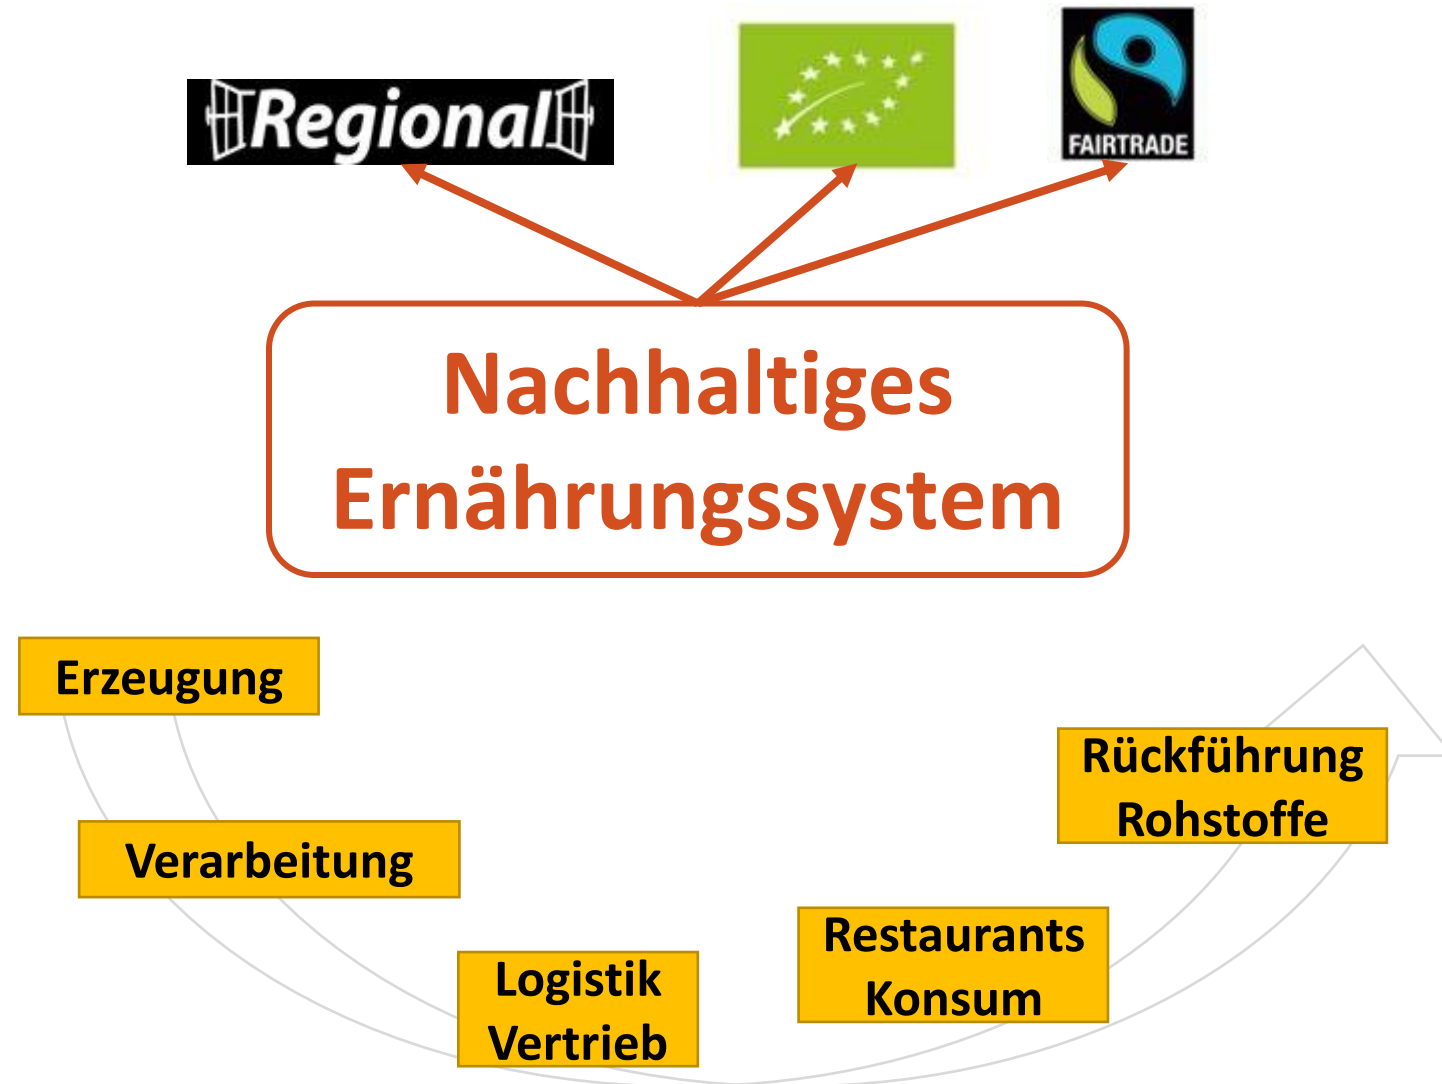 Regional
FAIRTRADE
Nachhaltiges
Ernährungssystem
Erzeugung
Verarbeitung
Logistik
Vertrieb
Restaurants
Konsum
Rückführung
Rohstoffe